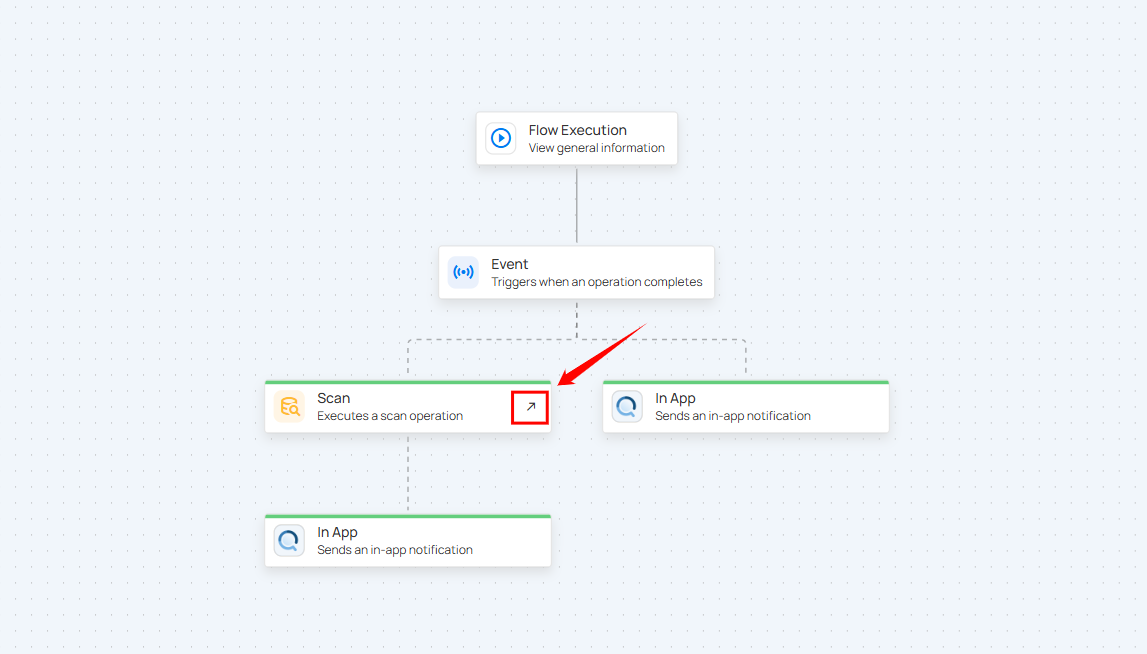 Flow Execution
View general information
Event
Triggers when an operation completes
Scan
Executes a scan operation
In App
Sends an in-app notification
In App
Sends an in-app notification